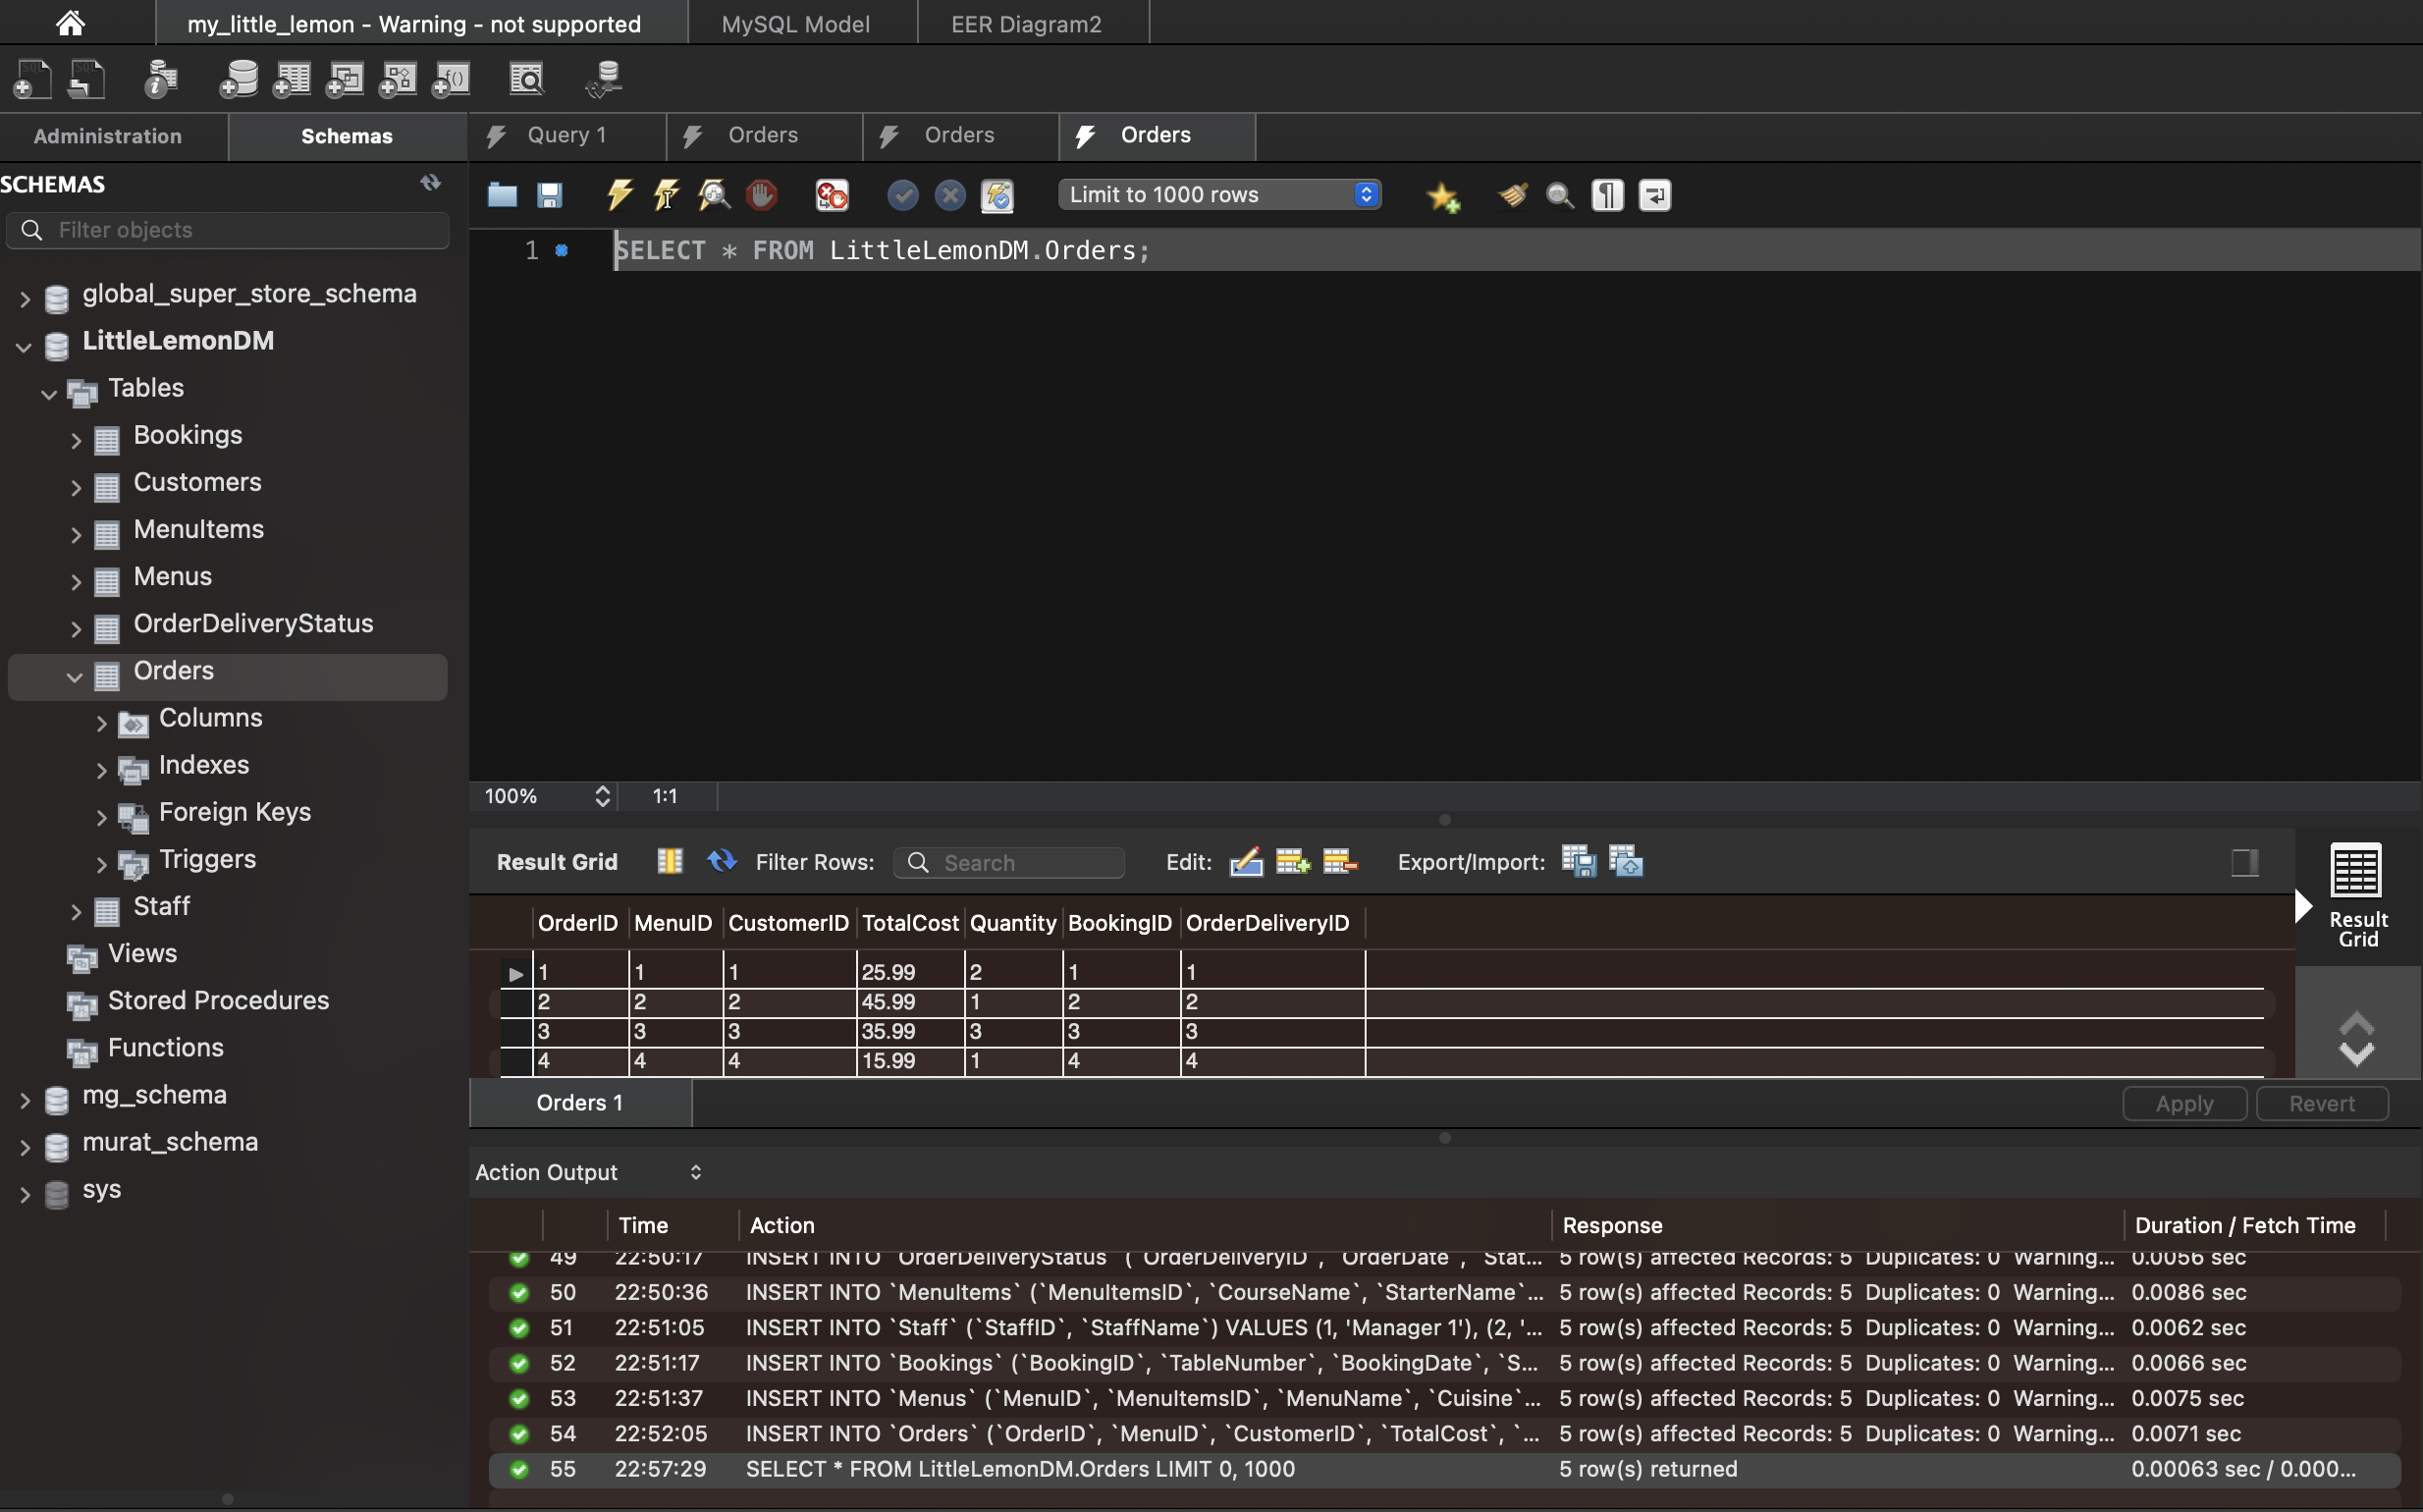 my_little_lemon - Warning - not supported
MySQL Model
EER Diagram2
Administration
Schemas
Query 1
Orders
Orders
Orders
SCHEMAS
Filter objects
Limit to 1000 rows
1 SELECT * FROM LittleLemonDM.Orders;
global_super_store_schema
LittleLemonDM
Tables
Bookings
Customers
MenuItems
Menus
OrderDeliveryStatus
Orders
Columns
Indexes
Foreign Keys
Triggers
Staff
Views
Stored Procedures
Functions
mg_schema
murat_schema
sys
100% 1:1
Result Grid Filter Rows: Search Edit: Export/Import:
Result
Grid
OrderID MenuID CustomerID TotalCost Quantity BookingID OrderDeliveryID
1 1 1 25.99 2 1 1
2 2 2 45.99 1 2 2
3 3 3 35.99 3 3 3
4 4 4 15.99 1 4 4
Orders 1
Apply Revert
Action Output
Time Action Response Duration / Fetch Time
49 22:50:17 INSERT INTO `OrderDeliveryStatus` (`OrderDeliveryID`, `OrderDate`, `Stat... 5 row(s) affected Records: 5 Duplicates: 0 Warning... 0.0056 sec
50 22:50:36 INSERT INTO `MenuItems` (`MenuItemsID`, `CourseName`, `StarterName`... 5 row(s) affected Records: 5 Duplicates: 0 Warning... 0.0086 sec
51 22:51:05 INSERT INTO `Staff` (`StaffID`, `StaffName`) VALUES (1, 'Manager 1'), (2, '... 5 row(s) affected Records: 5 Duplicates: 0 Warning... 0.0062 sec
52 22:51:17 INSERT INTO `Bookings` (`BookingID`, `TableNumber`, `BookingDate`, `S... 5 row(s) affected Records: 5 Duplicates: 0 Warning... 0.0066 sec
53 22:51:37 INSERT INTO `Menus` (`MenuID`, `MenuItemsID`, `MenuName`, `Cuisine`... 5 row(s) affected Records: 5 Duplicates: 0 Warning... 0.0075 sec
54 22:52:05 INSERT INTO `Orders` (`OrderID`, `MenuID`, `CustomerID`, `TotalCost`, `... 5 row(s) affected Records: 5 Duplicates: 0 Warning... 0.0071 sec
55 22:57:29 SELECT * FROM LittleLemonDM.Orders LIMIT 0, 1000 5 row(s) returned 0.00063 sec / 0.000...